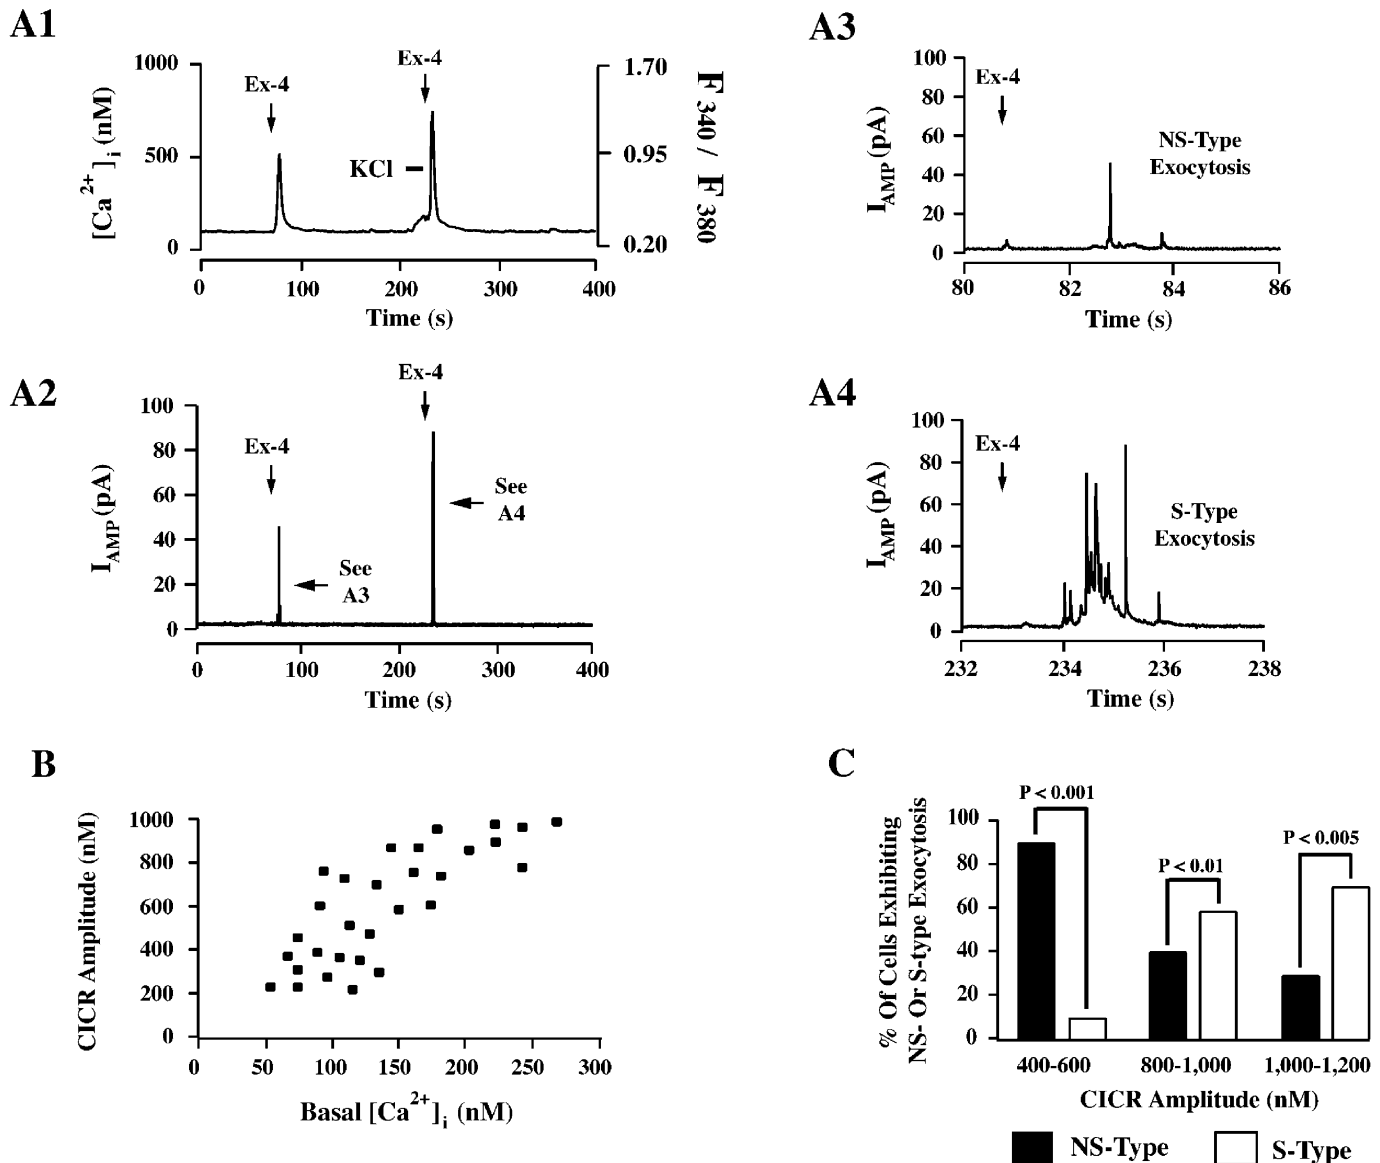 A1
1000
500
0
[Ca2+]i (nM)
Ex-4
Ex-4
KCl
1.70
0.95
0.20
F340 / F380
0 100 200 300 400
Time (s)
A3
100
80
60
40
20
0
IAMP (pA)
Ex-4
NS-Type
Exocytosis
80 82 84 86
Time (s)
A2
100
80
60
40
20
0
IAMP (pA)
Ex-4
Ex-4
See
A3
See
A4
0 100 200 300 400
Time (s)
A4
100
80
60
40
20
0
IAMP (pA)
Ex-4
S-Type
Exocytosis
232 234 236 238
Time (s)
B
1000
800
600
400
200
0
CICR Amplitude (nM)
0 50 100 150 200 250 300
Basal [Ca2+]i (nM)
C
% Of Cells Exhibiting
NS- Or S-type Exocytosis
100
80
60
40
20
0
P < 0.001
P < 0.01
P < 0.005
400-600 800-1,000 1,000-1,200
CICR Amplitude (nM)
NS-Type S-Type